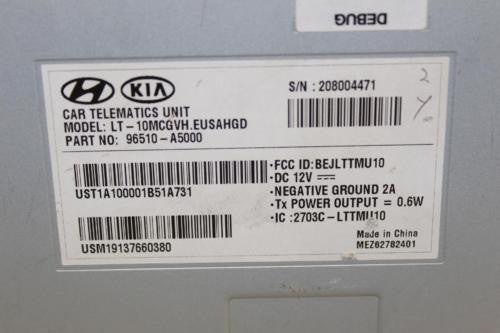 DEBUG
KIA
S/N : 208004471
2
CAR TELEMATICS UNIT
MODEL: LT-10MCGVH.EUSAHGD
PART NO: 96510-A5000
UST1A100001B51A731
USM19137660380
·FCC ID:BEJLTTMU10
·DC 12V
·NEGATIVE GROUND 2A
·Tx POWER OUTPUT = 0.6W
·IC :2703C-LTTMU10
Made in China
MEZ62782401